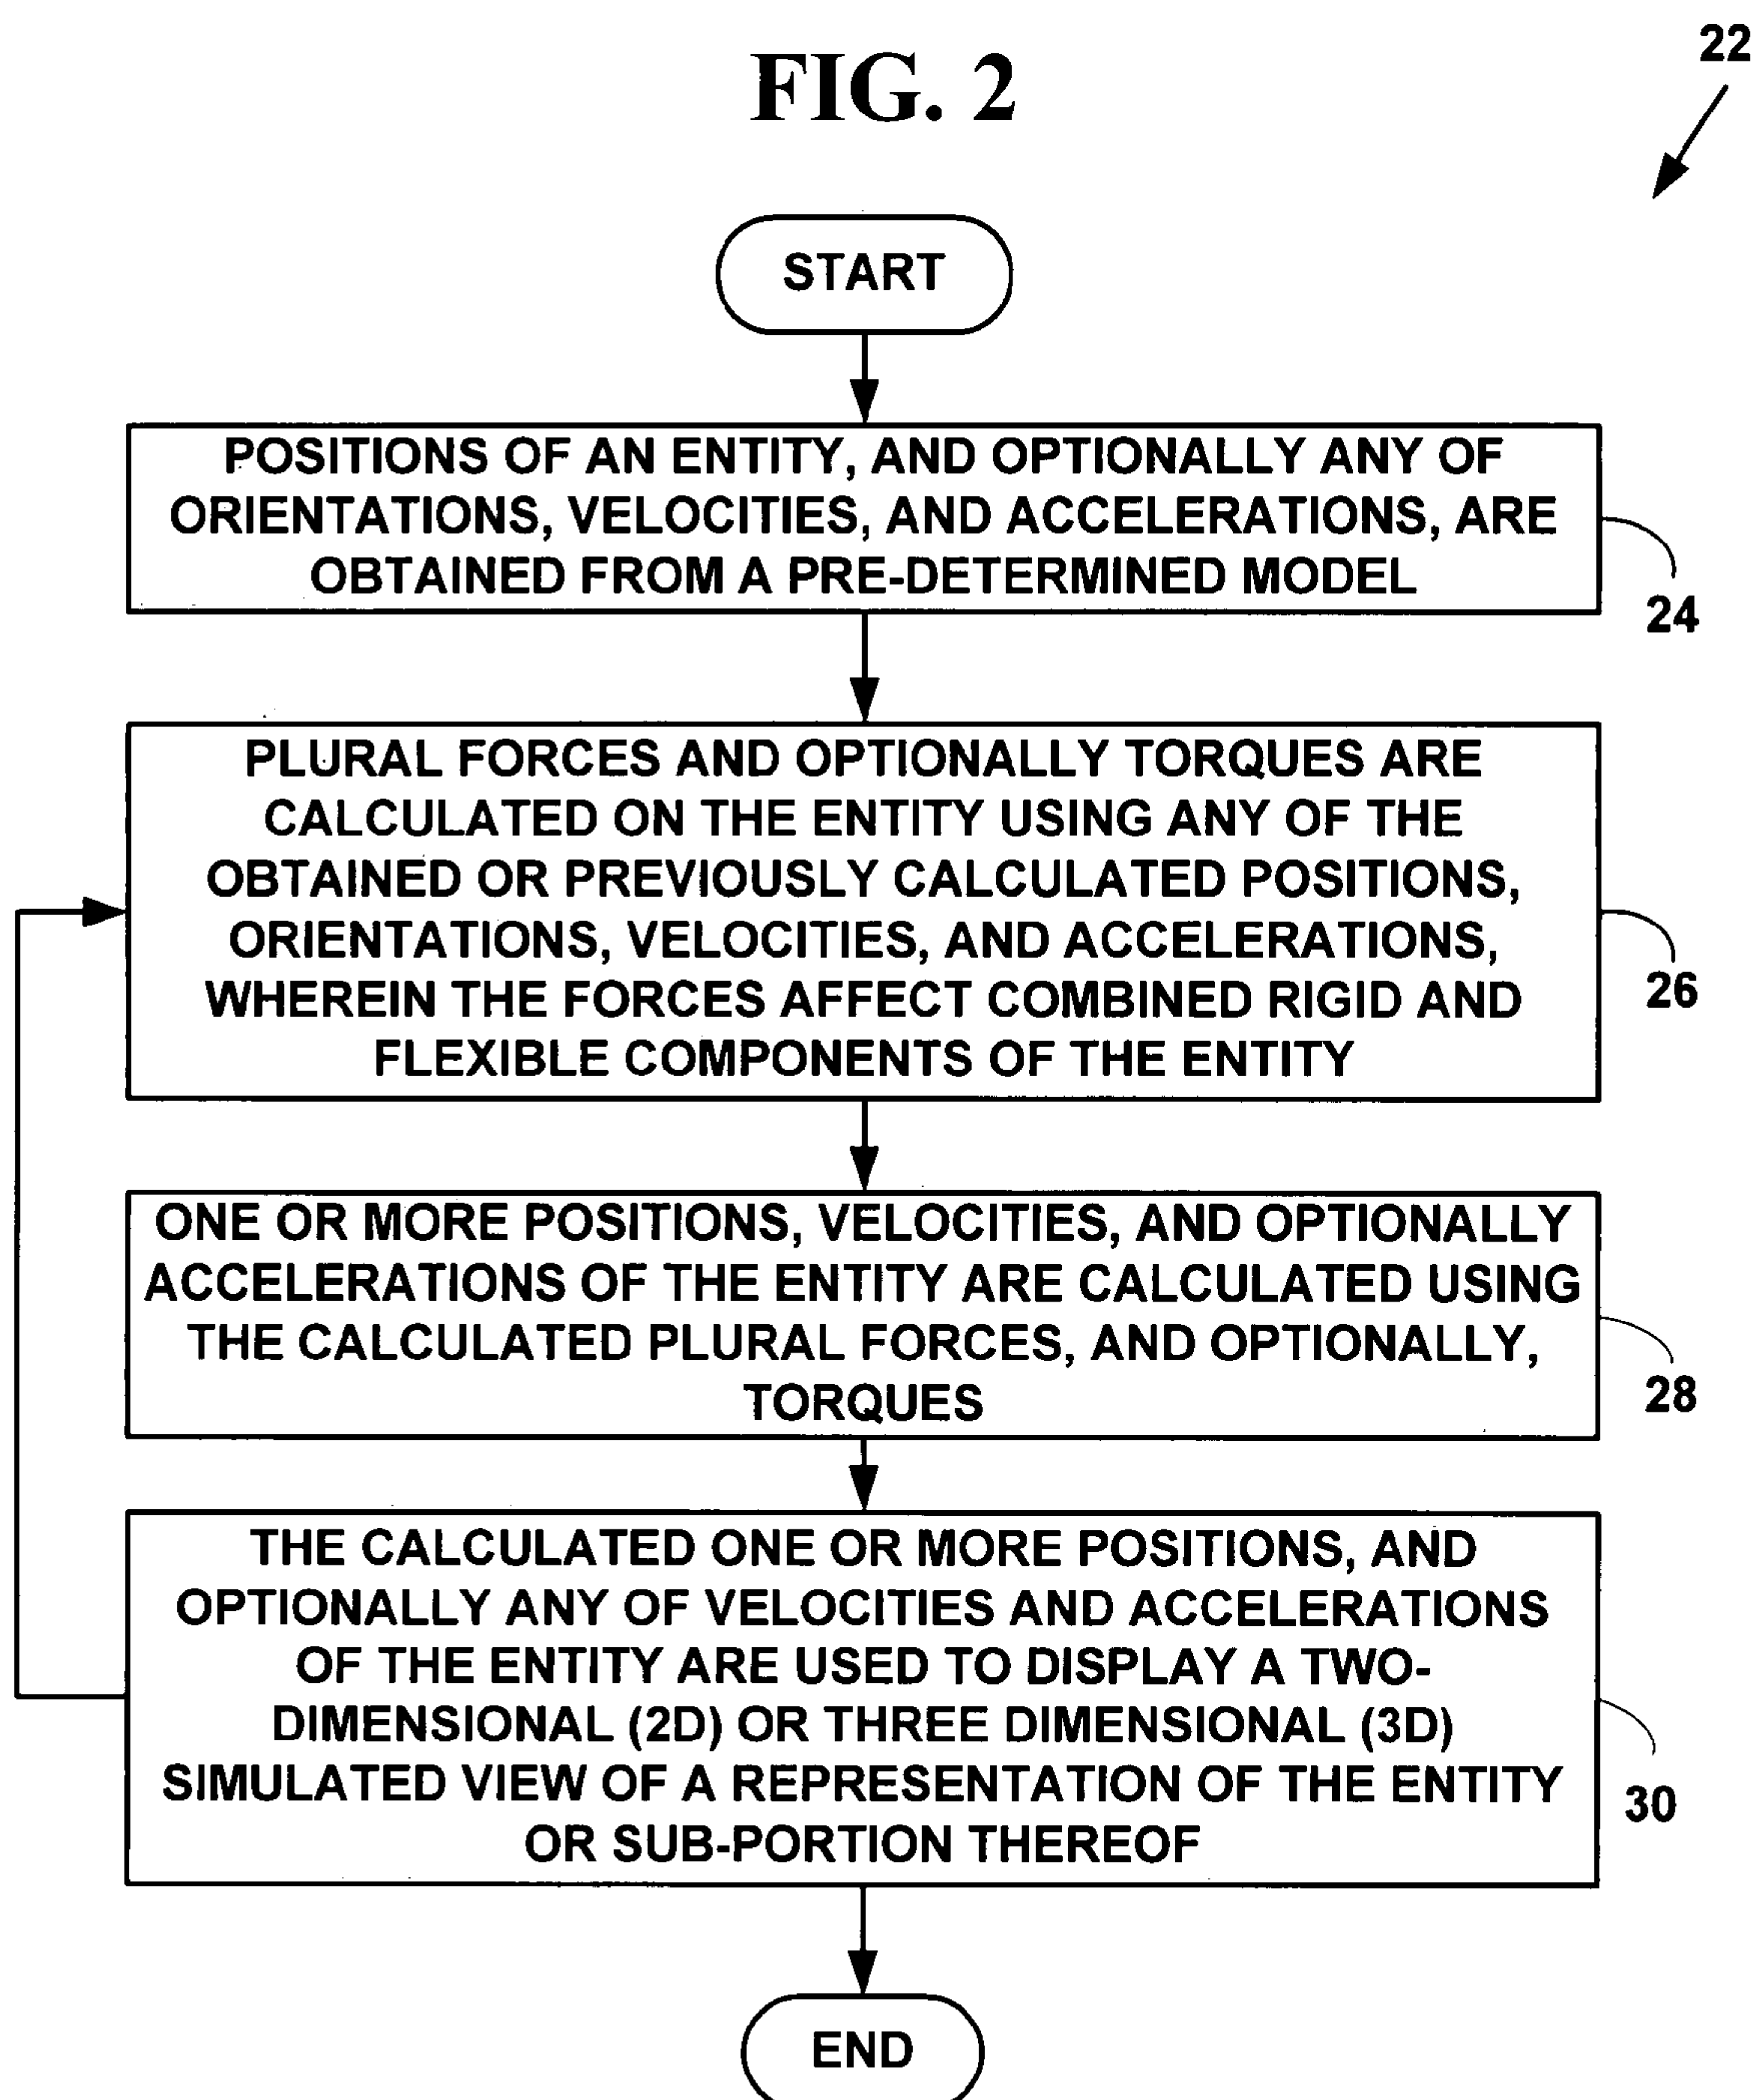 FIG. 2
22
START
POSITIONS OF AN ENTITY, AND OPTIONALLY ANY OF
ORIENTATIONS, VELOCITIES, AND ACCELERATIONS, ARE
OBTAINED FROM A PRE-DETERMINED MODEL
24
PLURAL FORCES AND OPTIONALLY TORQUES ARE
CALCULATED ON THE ENTITY USING ANY OF THE
OBTAINED OR PREVIOUSLY CALCULATED POSITIONS,
ORIENTATIONS, VELOCITIES, AND ACCELERATIONS,
WHEREIN THE FORCES AFFECT COMBINED RIGID AND
FLEXIBLE COMPONENTS OF THE ENTITY
26
ONE OR MORE POSITIONS, VELOCITIES, AND OPTIONALLY
ACCELERATIONS OF THE ENTITY ARE CALCULATED USING
THE CALCULATED PLURAL FORCES, AND OPTIONALLY,
TORQUES
28
THE CALCULATED ONE OR MORE POSITIONS, AND
OPTIONALLY ANY OF VELOCITIES AND ACCELERATIONS
OF THE ENTITY ARE USED TO DISPLAY A TWO-
DIMENSIONAL (2D) OR THREE DIMENSIONAL (3D)
SIMULATED VIEW OF A REPRESENTATION OF THE ENTITY
OR SUB-PORTION THEREOF
30
END